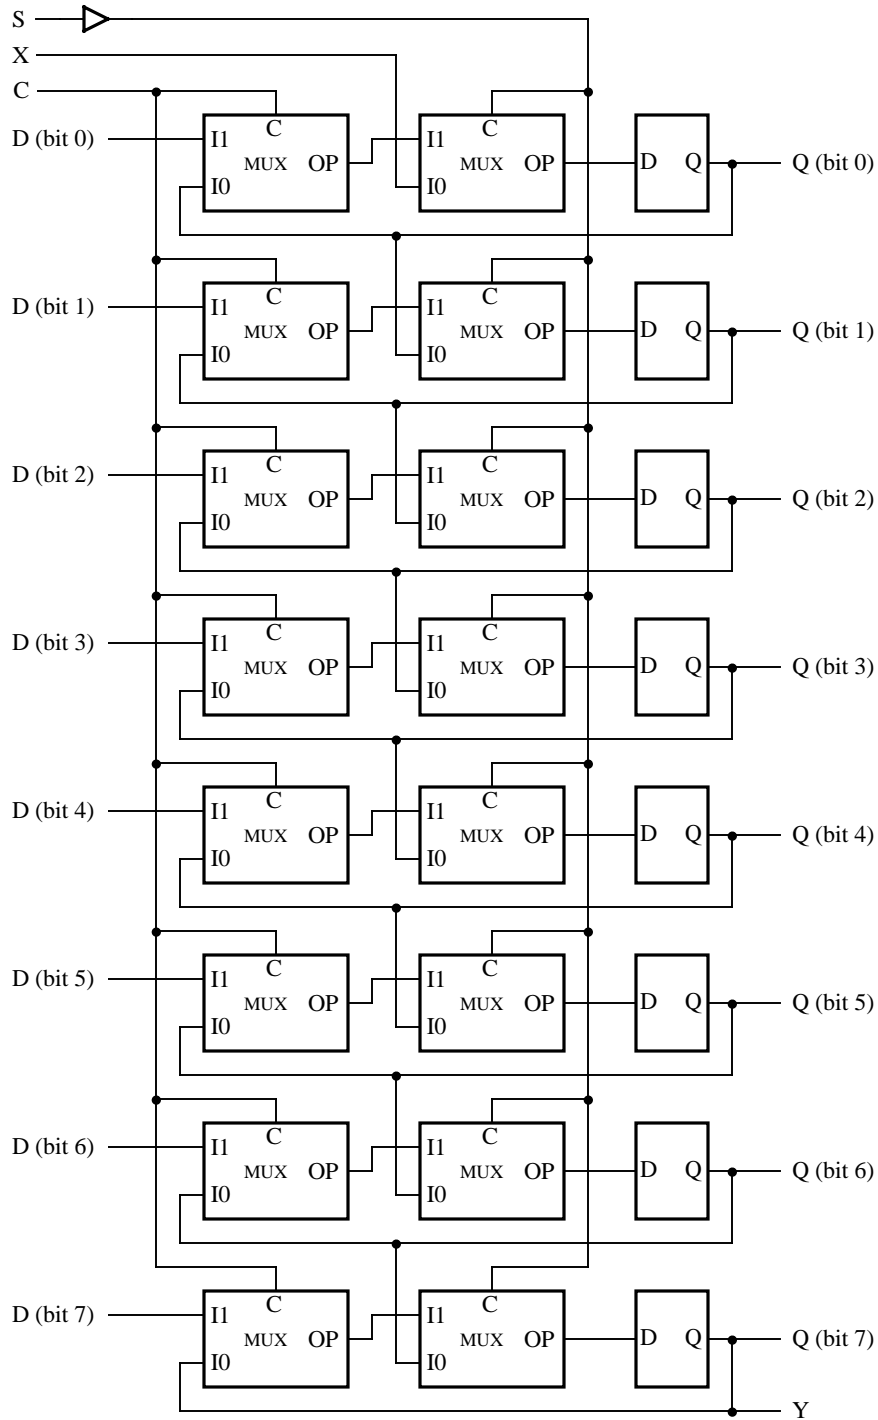 S
X
C
D (bit 0) I1 C MUX OP I0 I1 C MUX OP I0 D Q Q (bit 0)
D (bit 1) I1 C MUX OP I0 I1 C MUX OP I0 D Q Q (bit 1)
D (bit 2) I1 C MUX OP I0 I1 C MUX OP I0 D Q Q (bit 2)
D (bit 3) I1 C MUX OP I0 I1 C MUX OP I0 D Q Q (bit 3)
D (bit 4) I1 C MUX OP I0 I1 C MUX OP I0 D Q Q (bit 4)
D (bit 5) I1 C MUX OP I0 I1 C MUX OP I0 D Q Q (bit 5)
D (bit 6) I1 C MUX OP I0 I1 C MUX OP I0 D Q Q (bit 6)
D (bit 7) I1 C MUX OP I0 I1 C MUX OP I0 D Q Q (bit 7)
Y